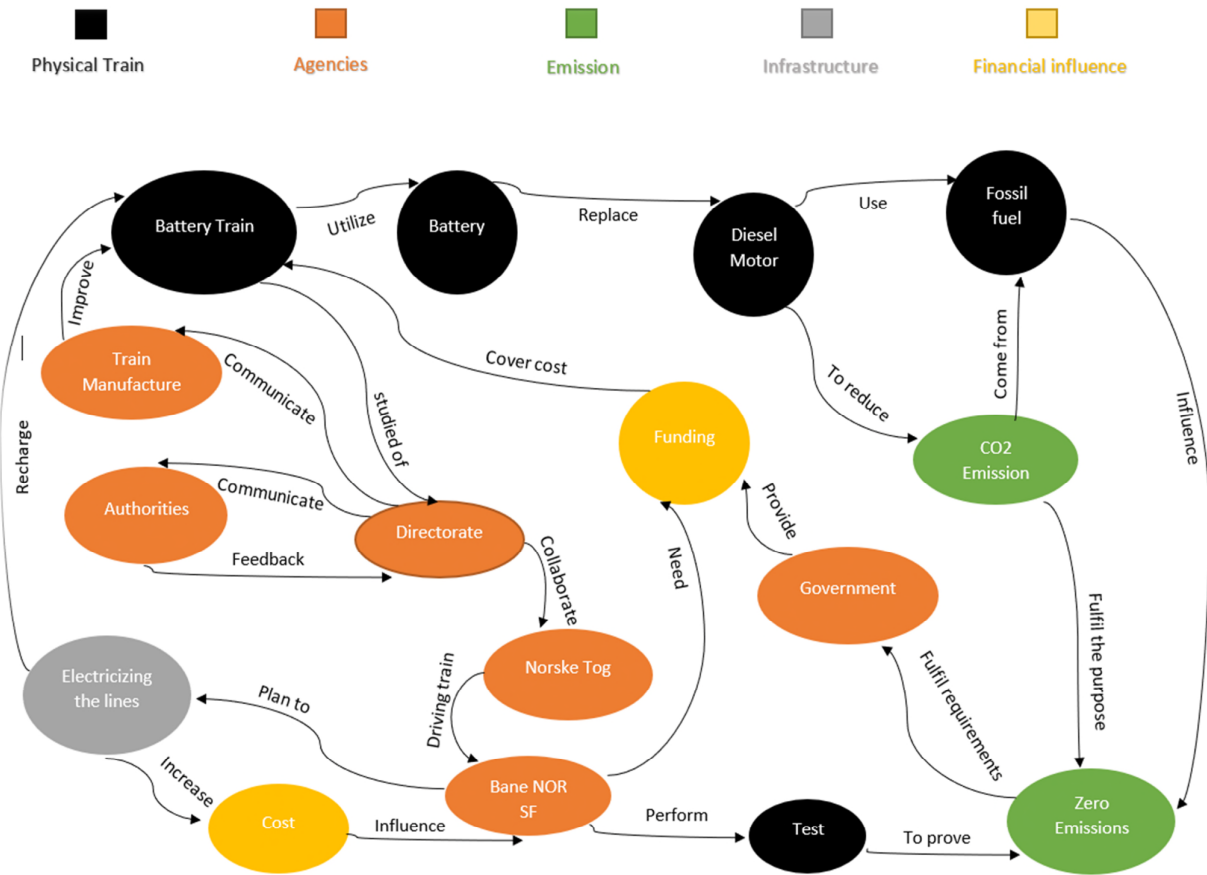 Physical Train
Agencies
Emission
Infrastructure
Financial influence
Battery Train
Utilize
Battery
Replace
Diesel
Motor
Use
Fossil
fuel
Improve
Train
Manufacture
Communicate
studied of
Cover cost
Funding
To reduce
Come from
CO2
Emission
Influence
Recharge
Authorities
Communicate
Feedback
Directorate
Collaborate
Need
Provide
Government
Fulfil the purpose
Electricizing
the lines
Plan to
Driving train
Norske Tog
Fulfil requirements
Increase
Cost
Influence
Bane NOR
SF
Perform
Test
To prove
Zero
Emissions